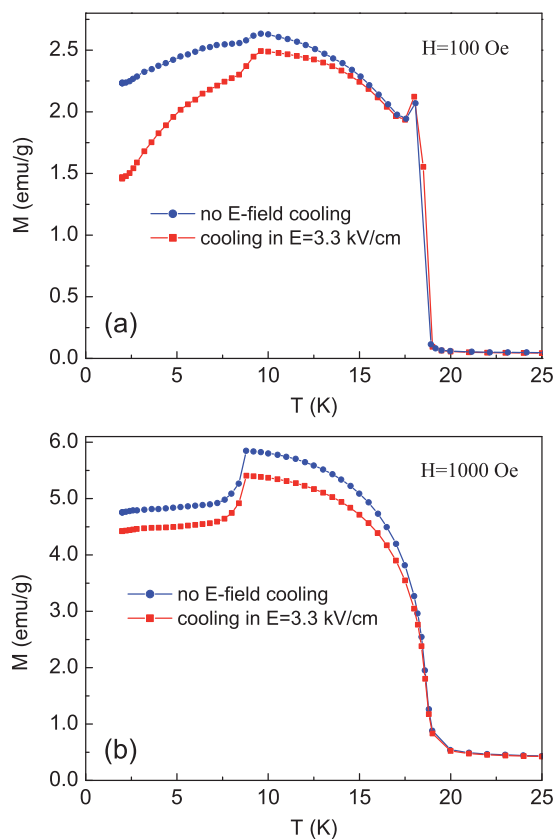 H=100 Oe
2.5
2.0
1.5
1.0
0.5
0.0
M (emu/g)
no E-field cooling
cooling in E=3.3 kV/cm
(a)
0 5 10 15 20 25
T (K)
H=1000 Oe
6.0
5.0
4.0
3.0
2.0
1.0
0.0
M (emu/g)
no E-field cooling
cooling in E=3.3 kV/cm
(b)
0 5 10 15 20 25
T (K)